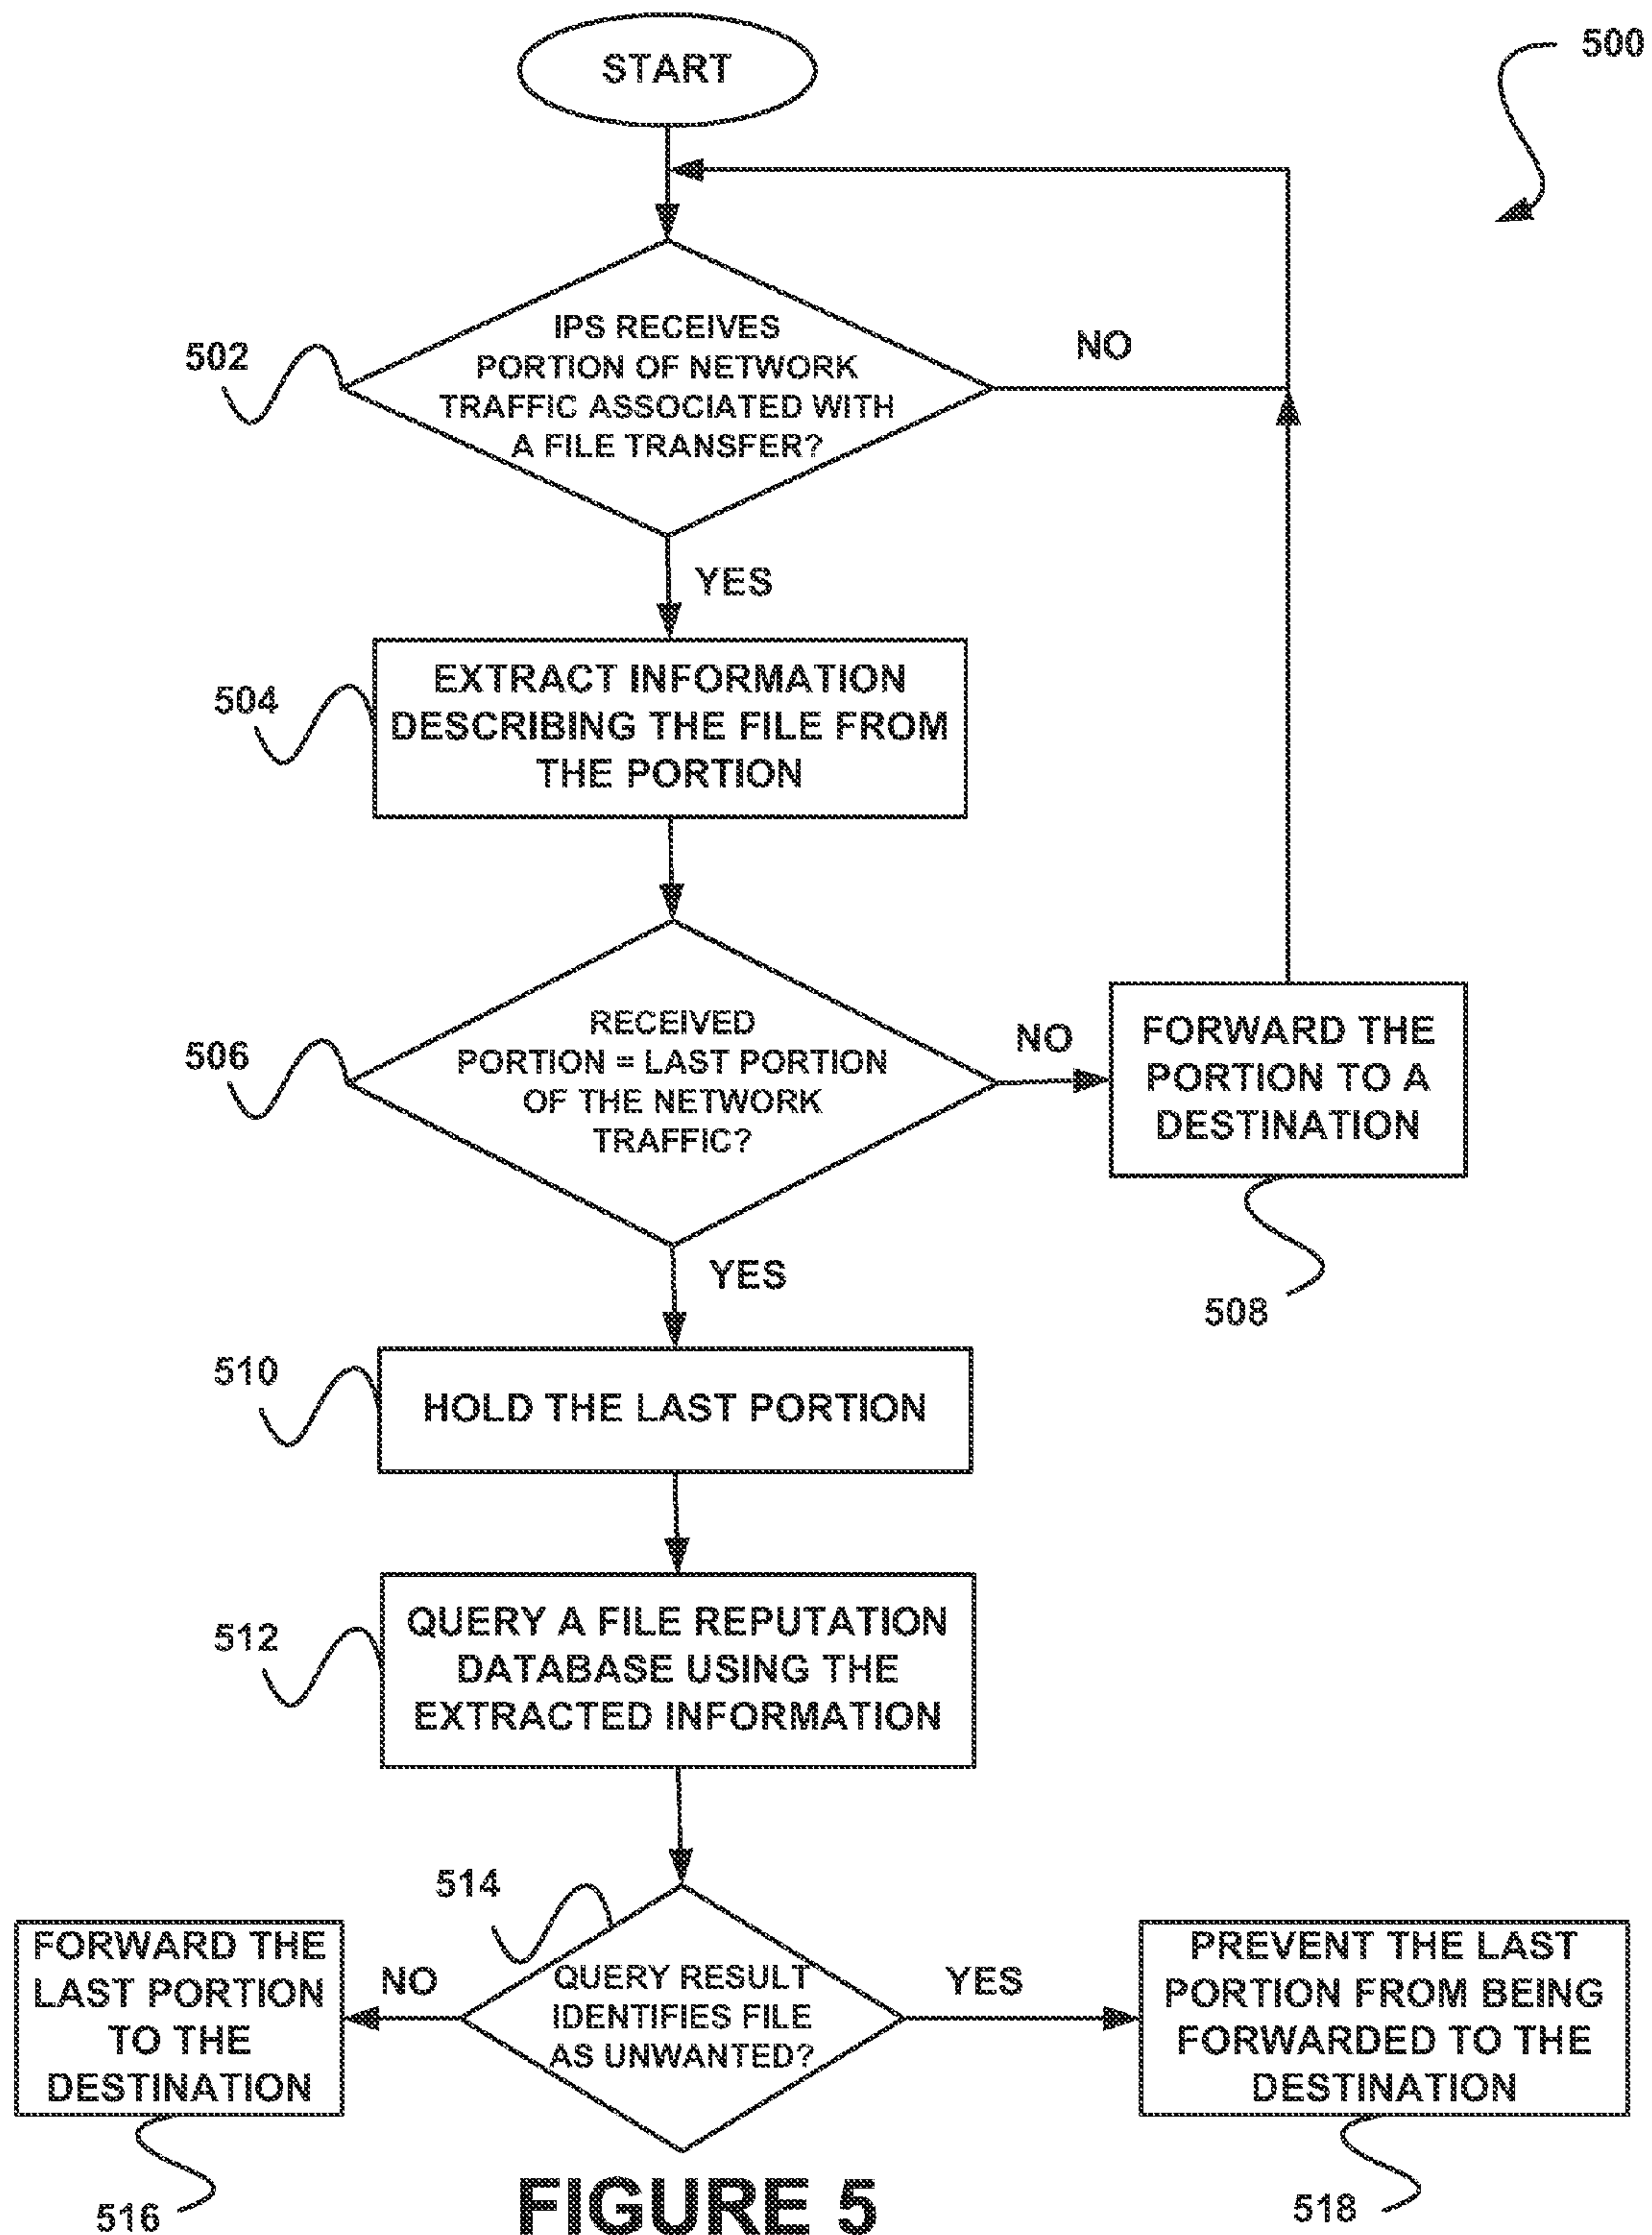 START
500
IPS RECEIVES
PORTION OF NETWORK
TRAFFIC ASSOCIATED WITH
A FILE TRANSFER?
502
NO
YES
504
EXTRACT INFORMATION
DESCRIBING THE FILE FROM
THE PORTION
506
RECEIVED
PORTION = LAST PORTION
OF THE NETWORK
TRAFFIC?
NO
FORWARD THE
PORTION TO A
DESTINATION
508
YES
510
HOLD THE LAST PORTION
512
QUERY A FILE REPUTATION
DATABASE USING THE
EXTRACTED INFORMATION
514
QUERY RESULT
IDENTIFIES FILE
AS UNWANTED?
NO
FORWARD THE
LAST PORTION
TO THE
DESTINATION
516
YES
PREVENT THE LAST
PORTION FROM BEING
FORWARDED TO THE
DESTINATION
518
FIGURE 5